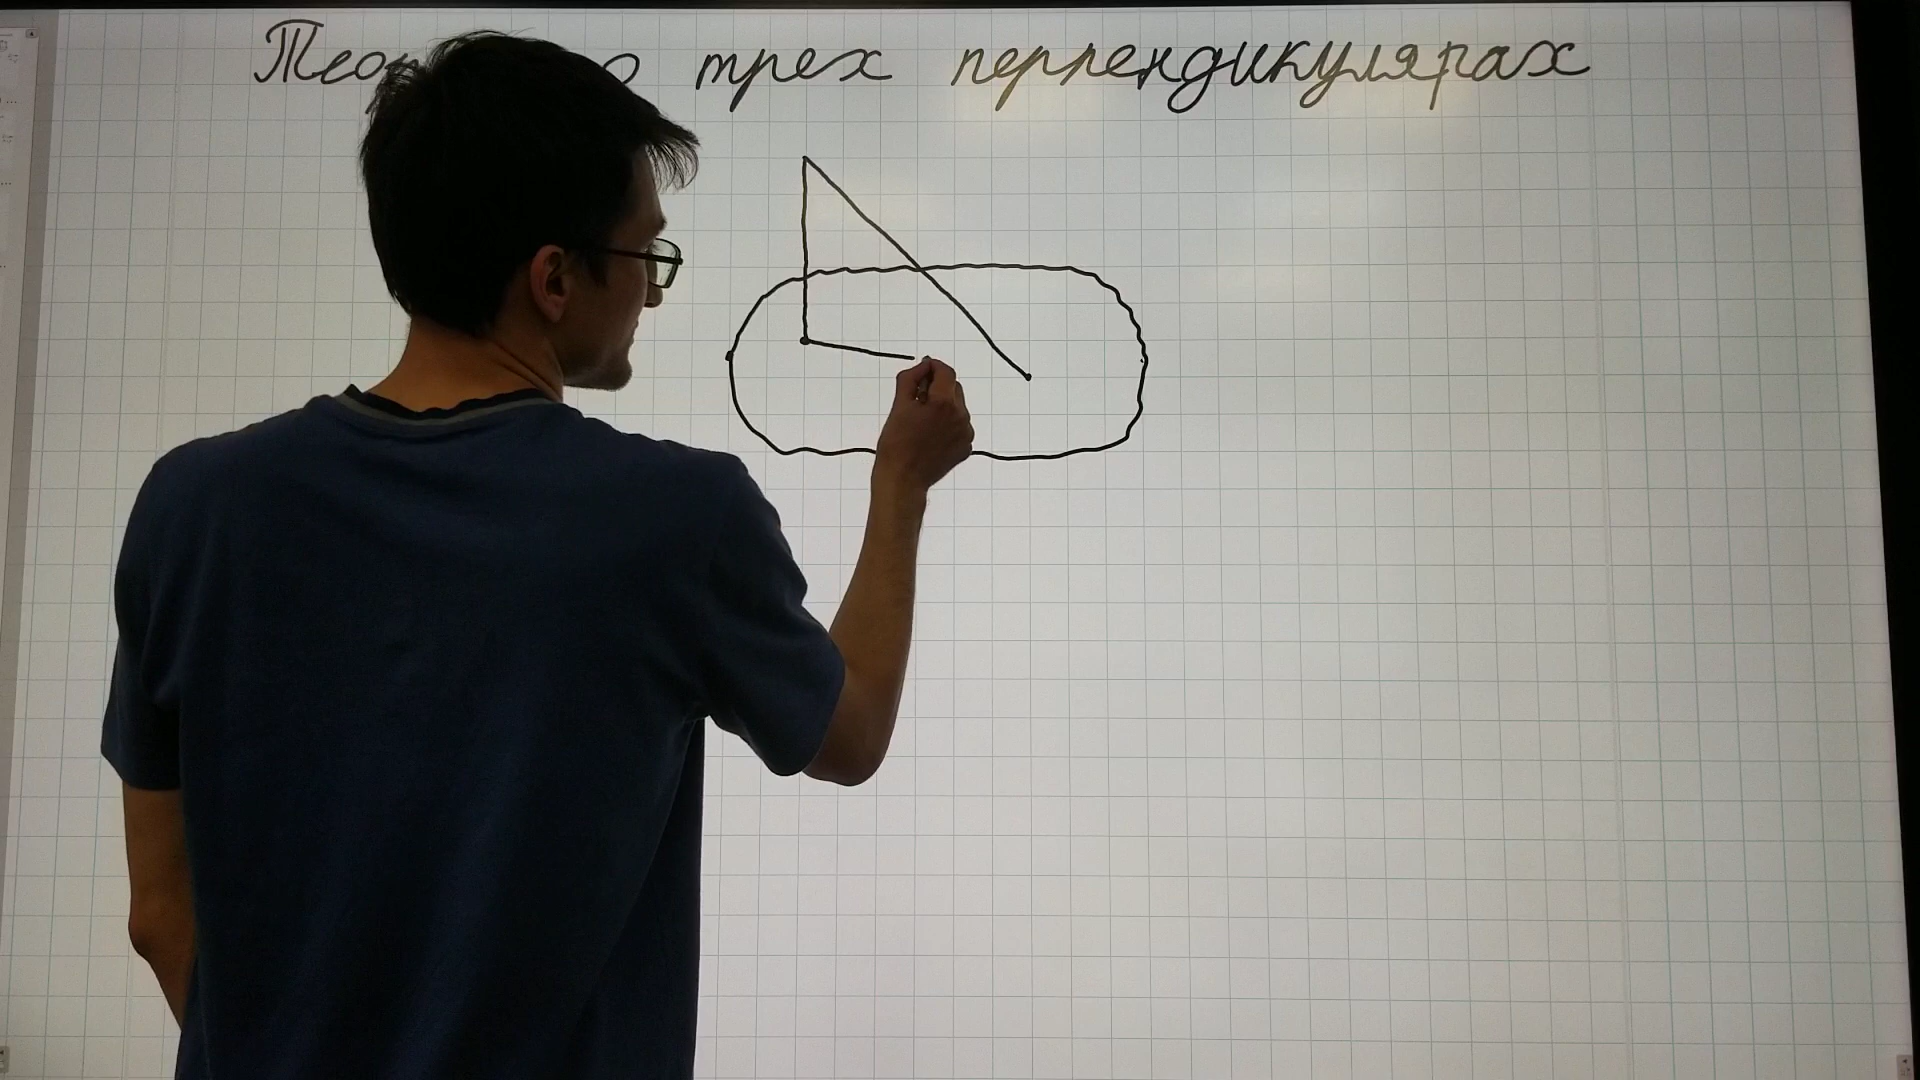 о трех перпендикулярах